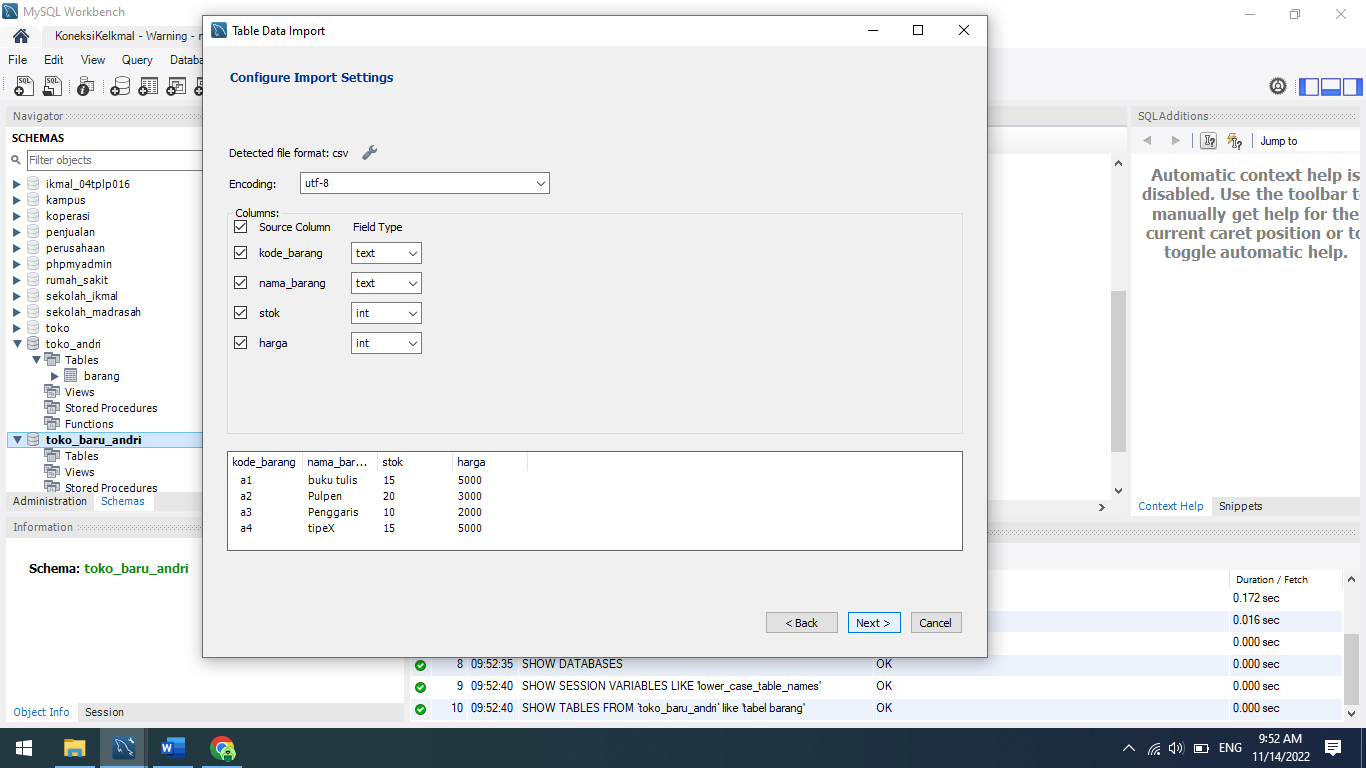 MySQL Workbench
KoneksiKelkmal - Warning -
File Edit View Query
Navigator
SCHEMAS
Filter objects
ikmal_04tplp016
kampus
koperasi
penjualan
perusahaan
phpmyadmin
rumah_sakit
sekolah_ikmal
sekolah_madrasah
toko
toko_andri
Tables
barang
Views
Stored Procedures
Functions
toko_baru_andri
Tables
Views
Stored Procedures
Administration Schemas
Information
Schema: toko_baru_andri
Object Info Session
Table Data Import
Configure Import Settings
Detected file format: csv
Encoding: utf-8
Columns:
Source Column Field Type
kode_barang text
nama_barang text
stok int
harga int
kode_barang nama_bar... stok harga
a1 buku tulis 15 5000
a2 Pulpen 20 3000
a3 Penggaris 10 2000
a4 tipeX 15 5000
< Back Next > Cancel
SQLAdditions
Jump to
Automatic context help is
disabled. Use the toolbar
manually get help for the
current caret position or to
toggle automatic help.
Context Help Snippets
Duration / Fetch
0.172 sec
0.016 sec
0.000 sec
8 09:52:35 SHOW DATABASES OK 0.000 sec
9 09:52:40 SHOW SESSION VARIABLES LIKE 'lower_case_table_names' OK 0.000 sec
10 09:52:40 SHOW TABLES FROM `toko_baru_andri` like 'tabel barang' OK 0.000 sec
ENG
9:52 AM
11/14/2022